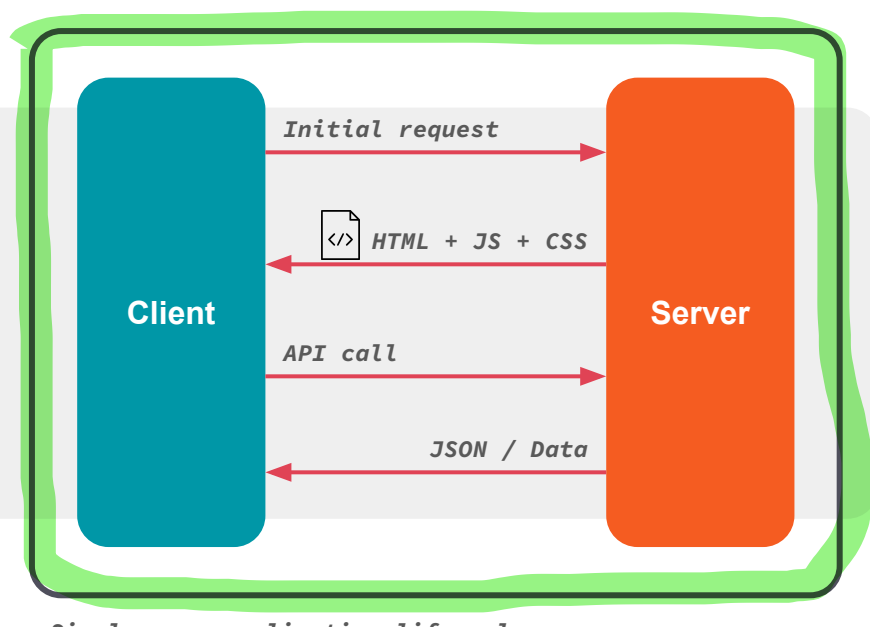 Initial request
</>
HTML + JS + CSS
Client
Server
API call
JSON / Data